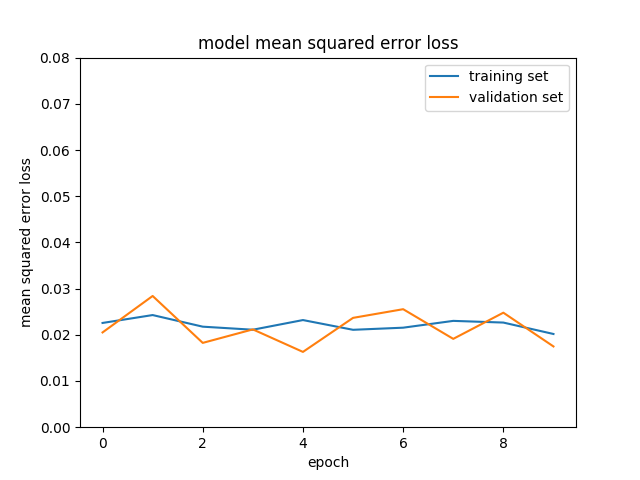 model mean squared error loss
0.08
0.07
0.06
0.05
0.04
0.03
0.02
0.01
0.00
mean squared error loss
training set
validation set
0 2 4 6 8
epoch